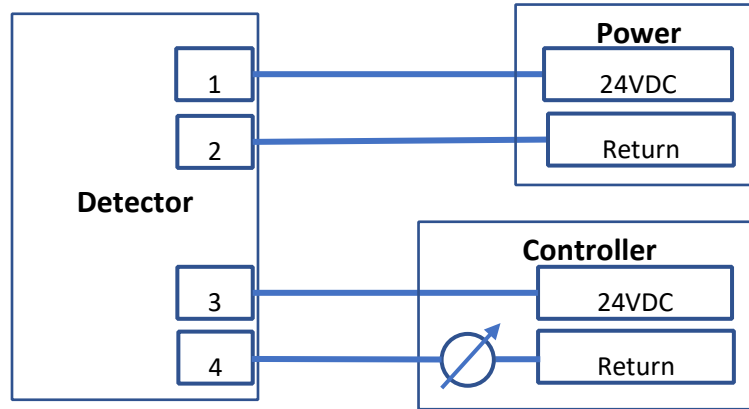 Detector
1
2
3
4
Power
24VDC
Return
Controller
24VDC
Return